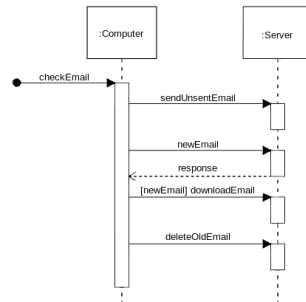 :Computer
:Server
checkEmail
sendUnsentEmail
newEmail
response
[newEmail] downloadEmail
deleteOldEmail